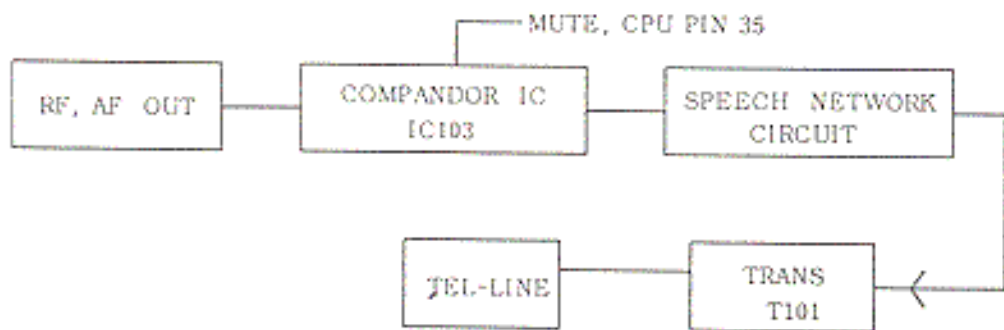 MUTE, CPU PIN 35
RF, AF OUT
COMPANDOR IC
IC103
SPEECH NETWORK
CIRCUIT
TEL-LINE
TRANS
T101